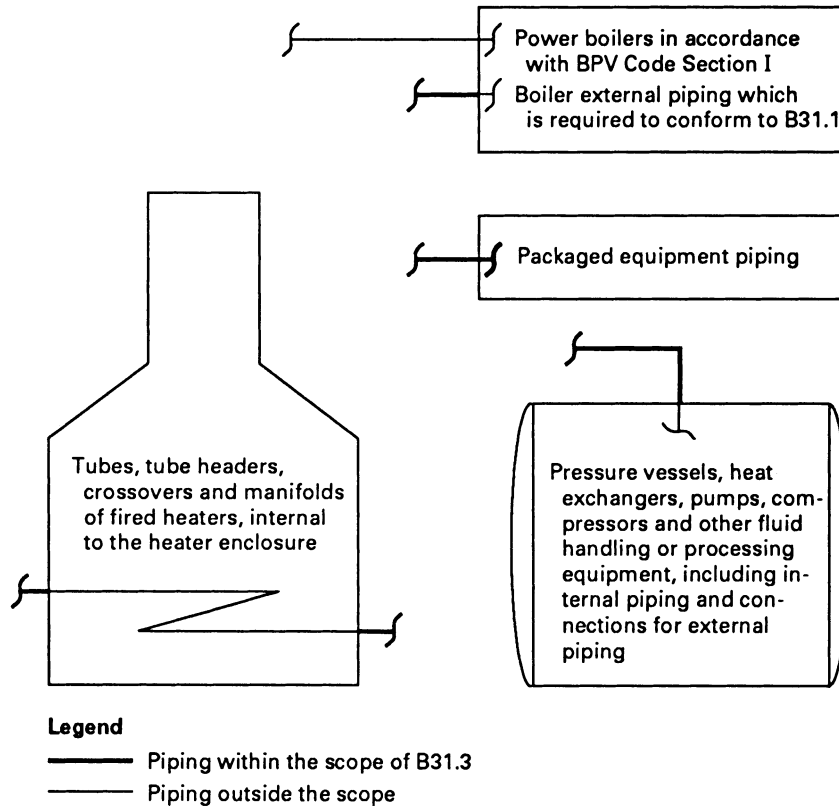 Power boilers in accordance
with BPV Code Section I
Boiler external piping which
is required to conform to B31.1
Packaged equipment piping
Tubes, tube headers,
crossovers and manifolds
of fired heaters, internal
to the heater enclosure
Pressure vessels, heat
exchangers, pumps, com-
pressors and other fluid
handling or processing
equipment, including in-
ternal piping and con-
nections for external
piping
Legend
Piping within the scope of B31.3
Piping outside the scope